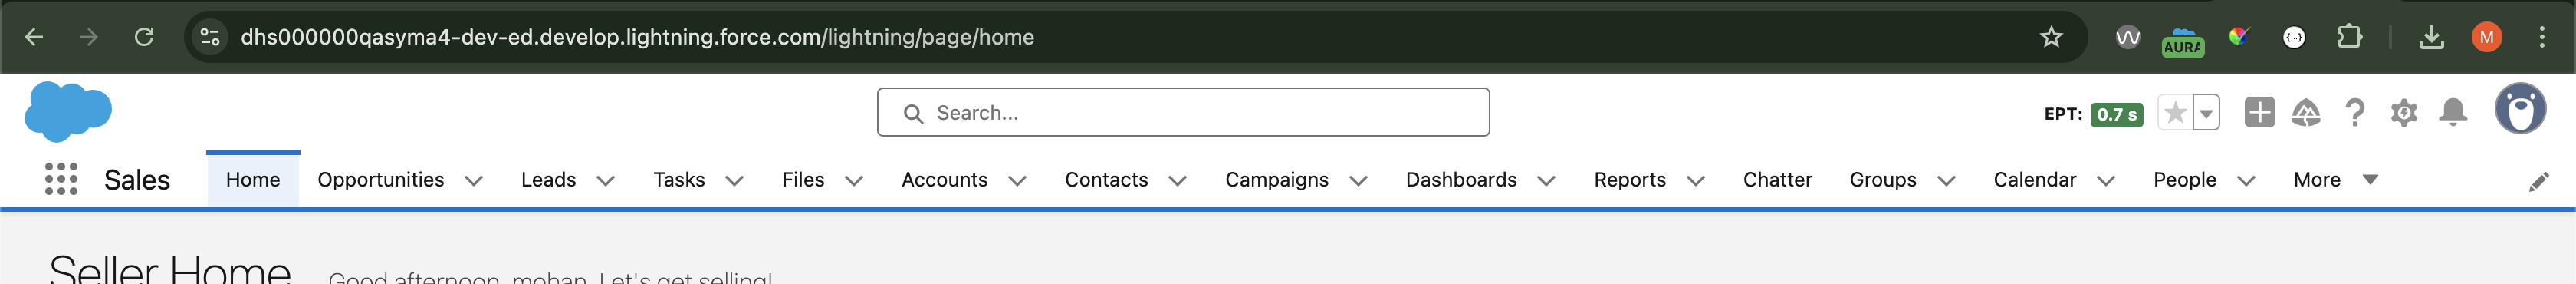 dhs000000qasyma4-dev-ed.develop.lightning.force.com/lightning/page/home
AURA
M
Search...
EPT: 0.7 s
Sales Home Opportunities Leads Tasks Files Accounts Contacts Campaigns Dashboards Reports Chatter Groups Calendar People More
Seller Home Good afternoon, mohan. Let's get selling!